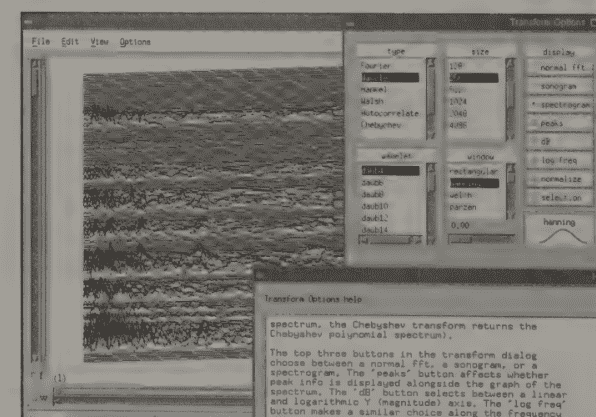 Transform Options
File Edit View Options
type
size
display
Fourier
128
normal fft
Hankel
sonogram
Walsh
1024
spectrogram
Autocorrelate
2048
peaks
Chebyshev
4096
dB
wavelet
window
log freq
rectangular
normalize
daub6
daub8
welch
selection
daub10
parzen
daub12
daub14
0.00
hanning
Transform Options help
spectrum, the Chebyshev transform returns the
Chebyshev polynomial spectrum).
The top three buttons in the transform dialog
choose between a normal fft, a sonogram, or a
spectrogram. The "peaks" button affects whether
peak info is displayed alongside the graph of the
spectrum. The "dB" button selects between a linear
and logarithmic Y (magnitude) axis. The "log freq"
button makes a similar choice along the frequency
(1)